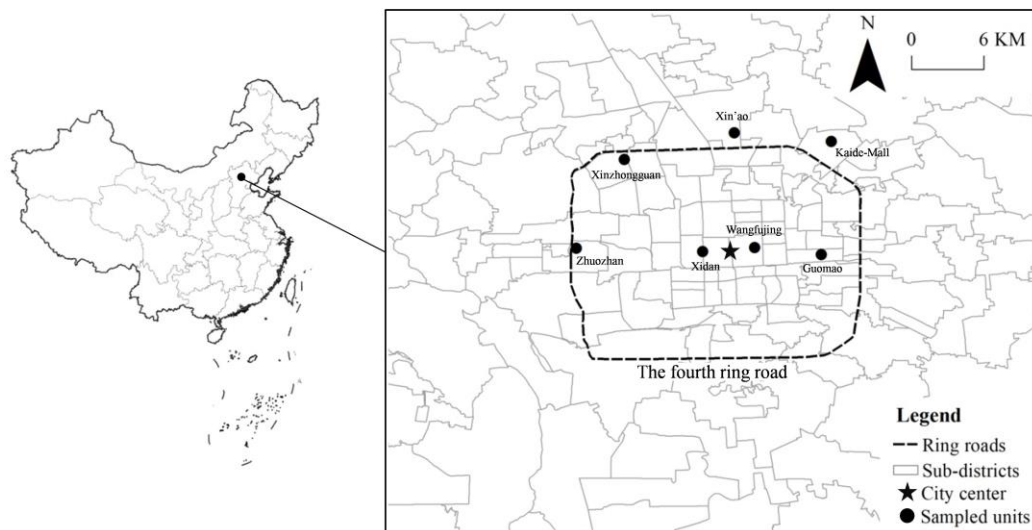 N
0 6 KM
Xin'ao
Kaide-Mall
Xinzhongguan
Wangfujing
Zhuozhan
Xidan
Guomao
The fourth ring road
Legend
Ring roads
Sub-districts
City center
Sampled units